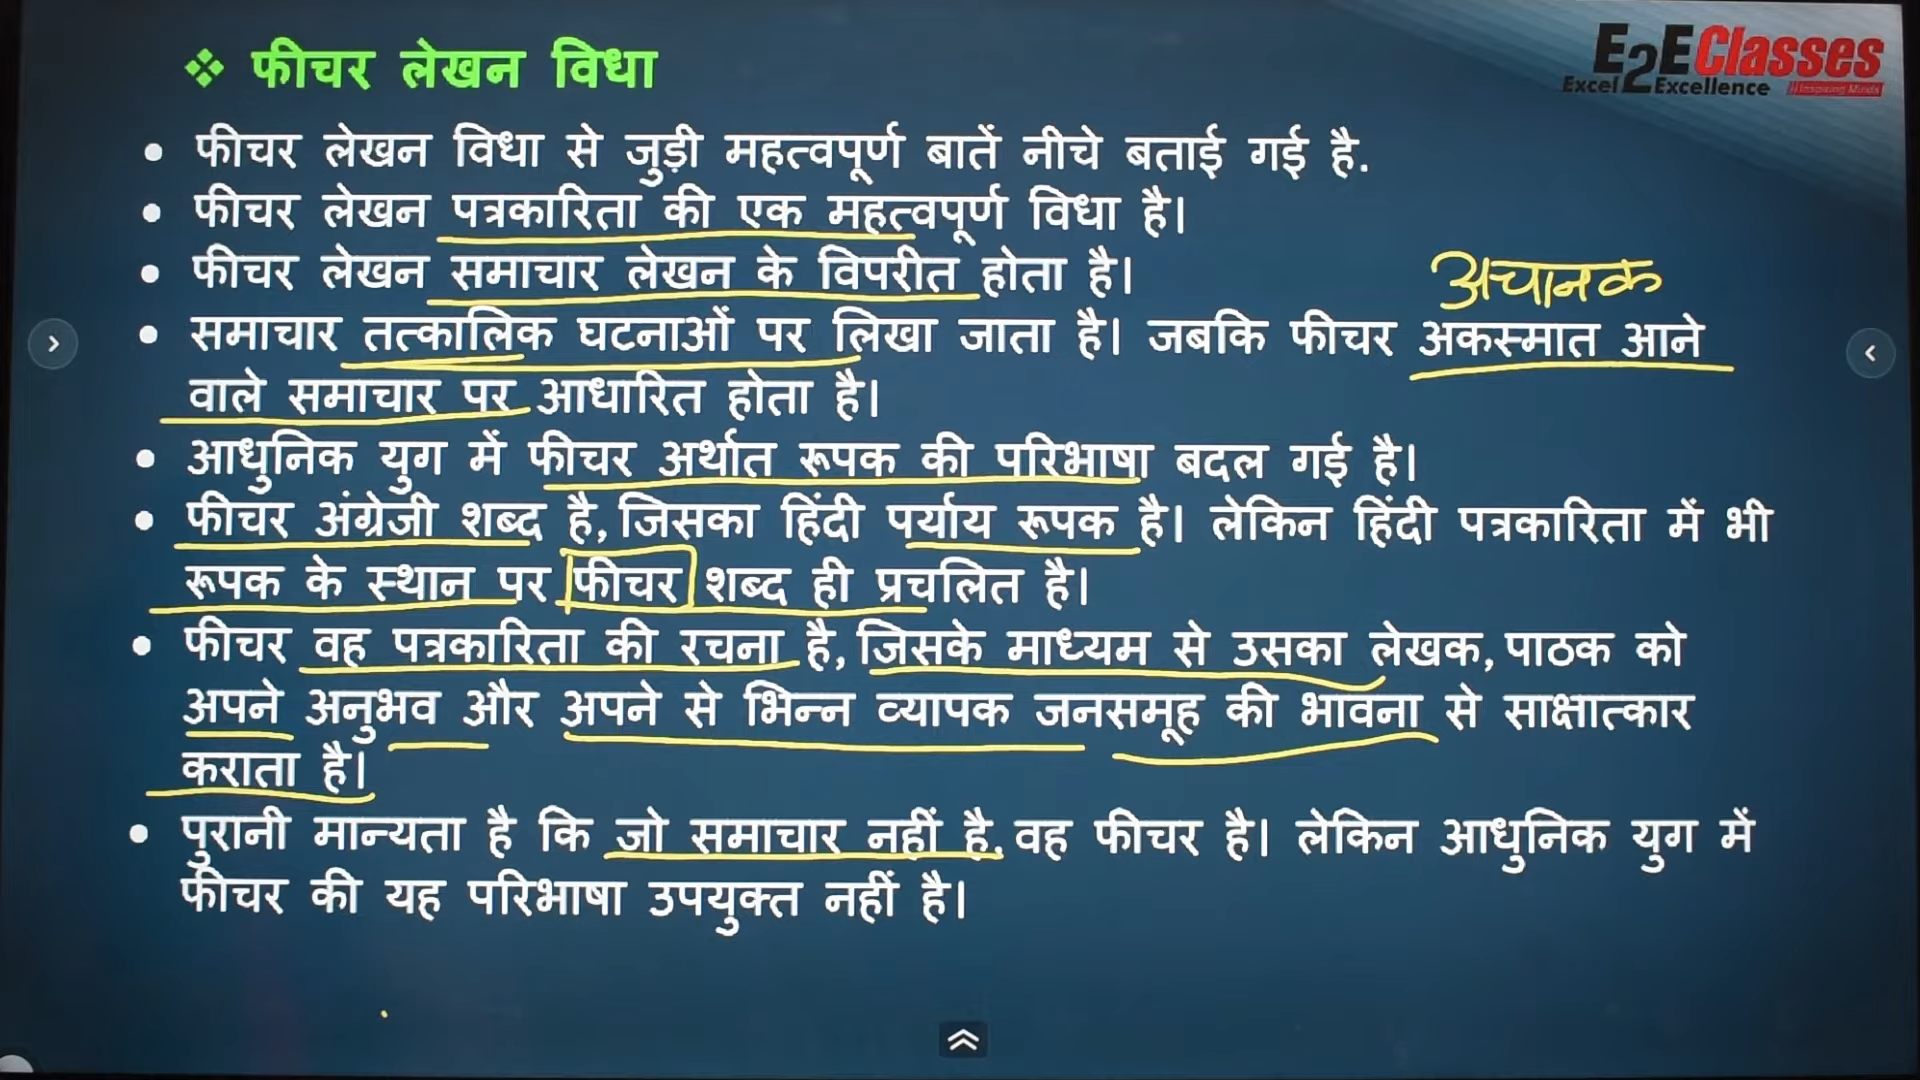 ❖ फीचर लेखन विधा
E2E Classes
Excel 2 Excellence
#Inspiring Minds
• फीचर लेखन विधा से जुड़ी महत्वपूर्ण बातें नीचे बताई गई है.
• फीचर लेखन पत्रकारिता की एक महत्वपूर्ण विधा है।
• फीचर लेखन समाचार लेखन के विपरीत होता है।
अचानक
• समाचार तत्कालिक घटनाओं पर लिखा जाता है। जबकि फीचर अकस्मात आने
वाले समाचार पर आधारित होता है।
• आधुनिक युग में फीचर अर्थात रूपक की परिभाषा बदल गई है।
• फीचर अंग्रेजी शब्द है, जिसका हिंदी पर्याय रूपक है। लेकिन हिंदी पत्रकारिता में भी
रूपक के स्थान पर फीचर शब्द ही प्रचलित है।
• फीचर वह पत्रकारिता की रचना है, जिसके माध्यम से उसका लेखक, पाठक को
अपने अनुभव और अपने से भिन्न व्यापक जनसमूह की भावना से साक्षात्कार
कराता है।
• पुरानी मान्यता है कि जो समाचार नहीं है, वह फीचर है। लेकिन आधुनिक युग में
फीचर की यह परिभाषा उपयुक्त नहीं है।